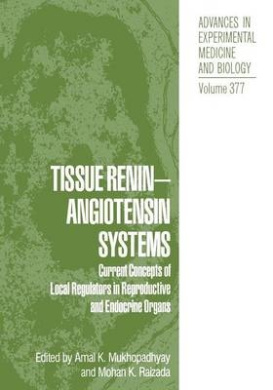 ADVANCES IN
EXPERIMENTAL
MEDICINE
AND BIOLOGY
Volume 377
TISSUE RENIN—
ANGIOTENSIN
SYSTEMS
Current Concepts of
Local Regulators in Reproductive
and Endocrine Organs
Edited by Amal K. Mukhopadhyay
and Mohan K. Raizada